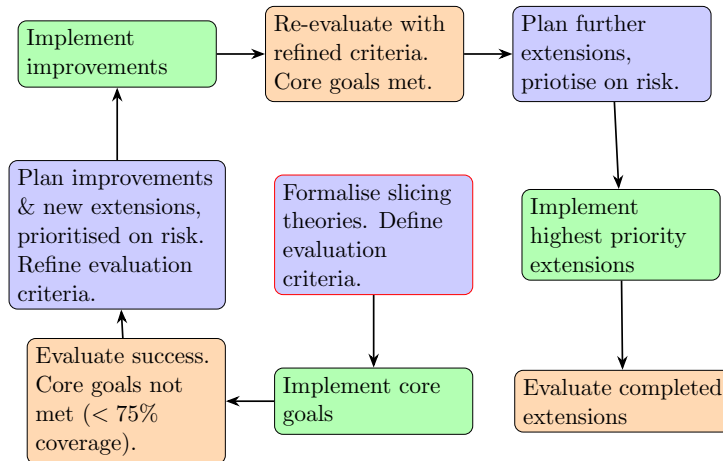 Implement
improvements
Re-evaluate with
refined criteria.
Core goals met.
Plan further
extensions,
priotise on risk.
Plan improvements
& new extensions,
prioritised on risk.
Refine evaluation
criteria.
Formalise slicing
theories. Define
evaluation
criteria.
Implement
highest priority
extensions
Evaluate success.
Core goals not
met (< 75%
coverage).
Implement core
goals
Evaluate completed
extensions